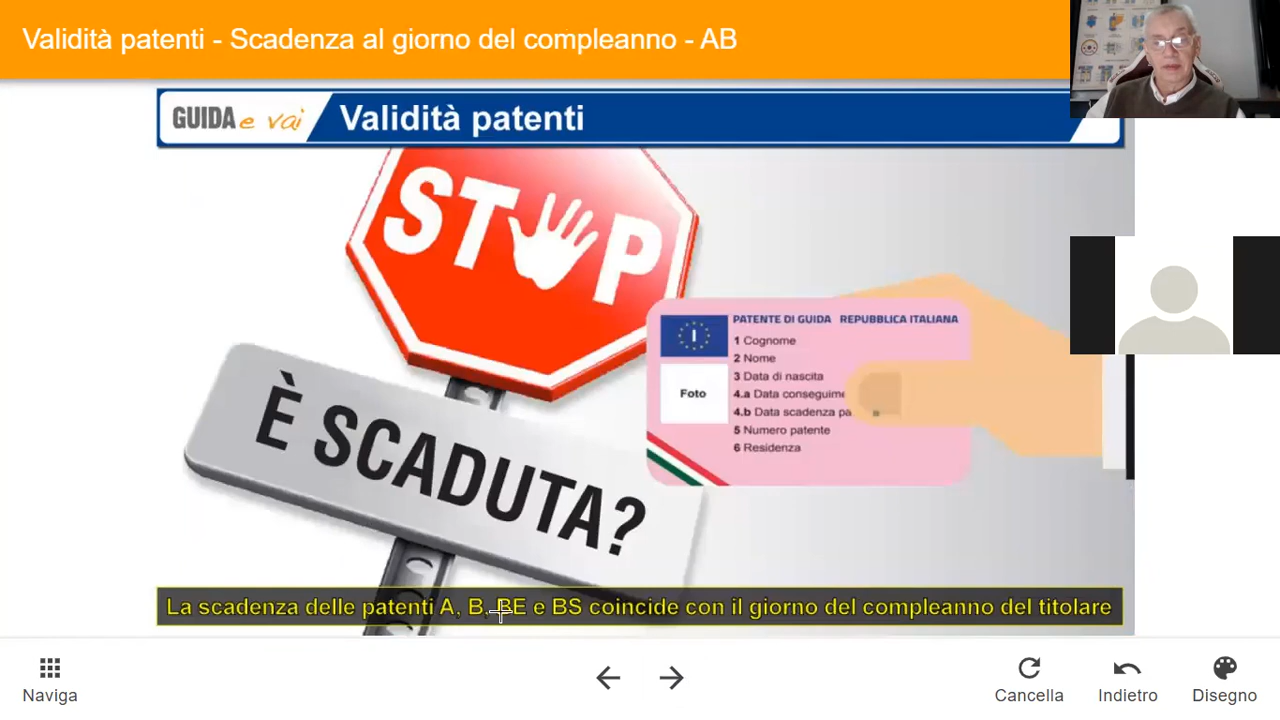 Validità patenti - Scadenza al giorno del compleanno - AB
GUIDA e vai
Validità patenti
STOP
È SCADUTA?
I
PATENTE DI GUIDA REPUBBLICA ITALIANA
1 Cognome
2 Nome
3 Data di nascita
Foto
4.a Data conseguime
4.b Data scadenza pa
5 Numero patente
6 Residenza
La scadenza delle patenti A, B, BE e BS coincide con il giorno del compleanno del titolare
Naviga
Cancella
Indietro
Disegno